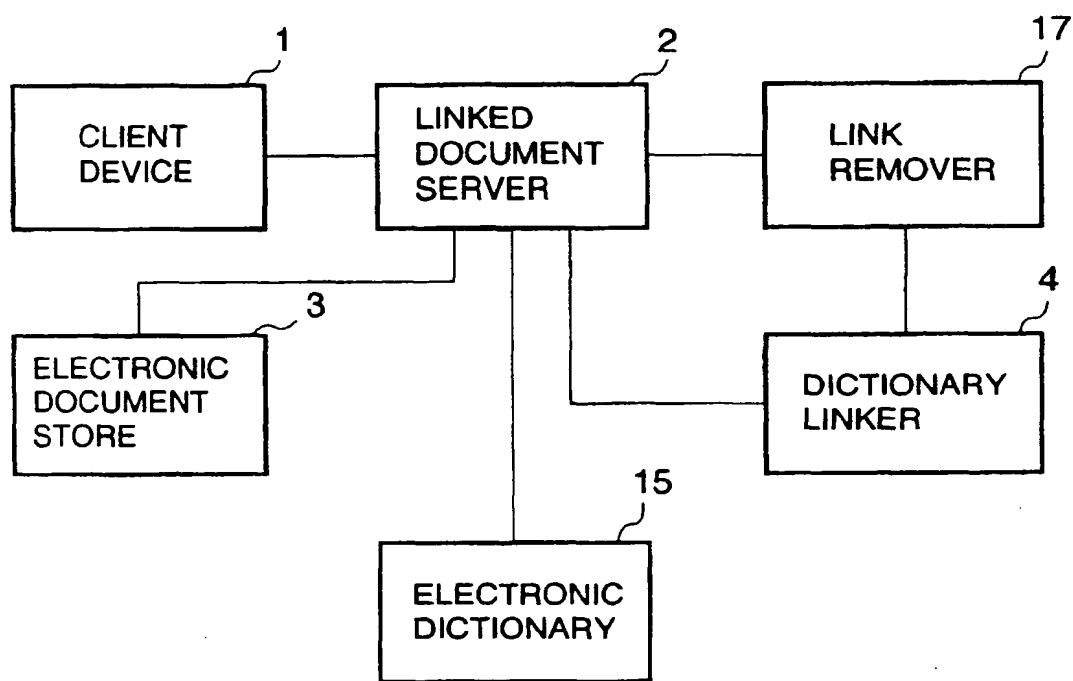 1
CLIENT
DEVICE
2
LINKED
DOCUMENT
SERVER
17
LINK
REMOVER
3
ELECTRONIC
DOCUMENT
STORE
4
DICTIONARY
LINKER
15
ELECTRONIC
DICTIONARY